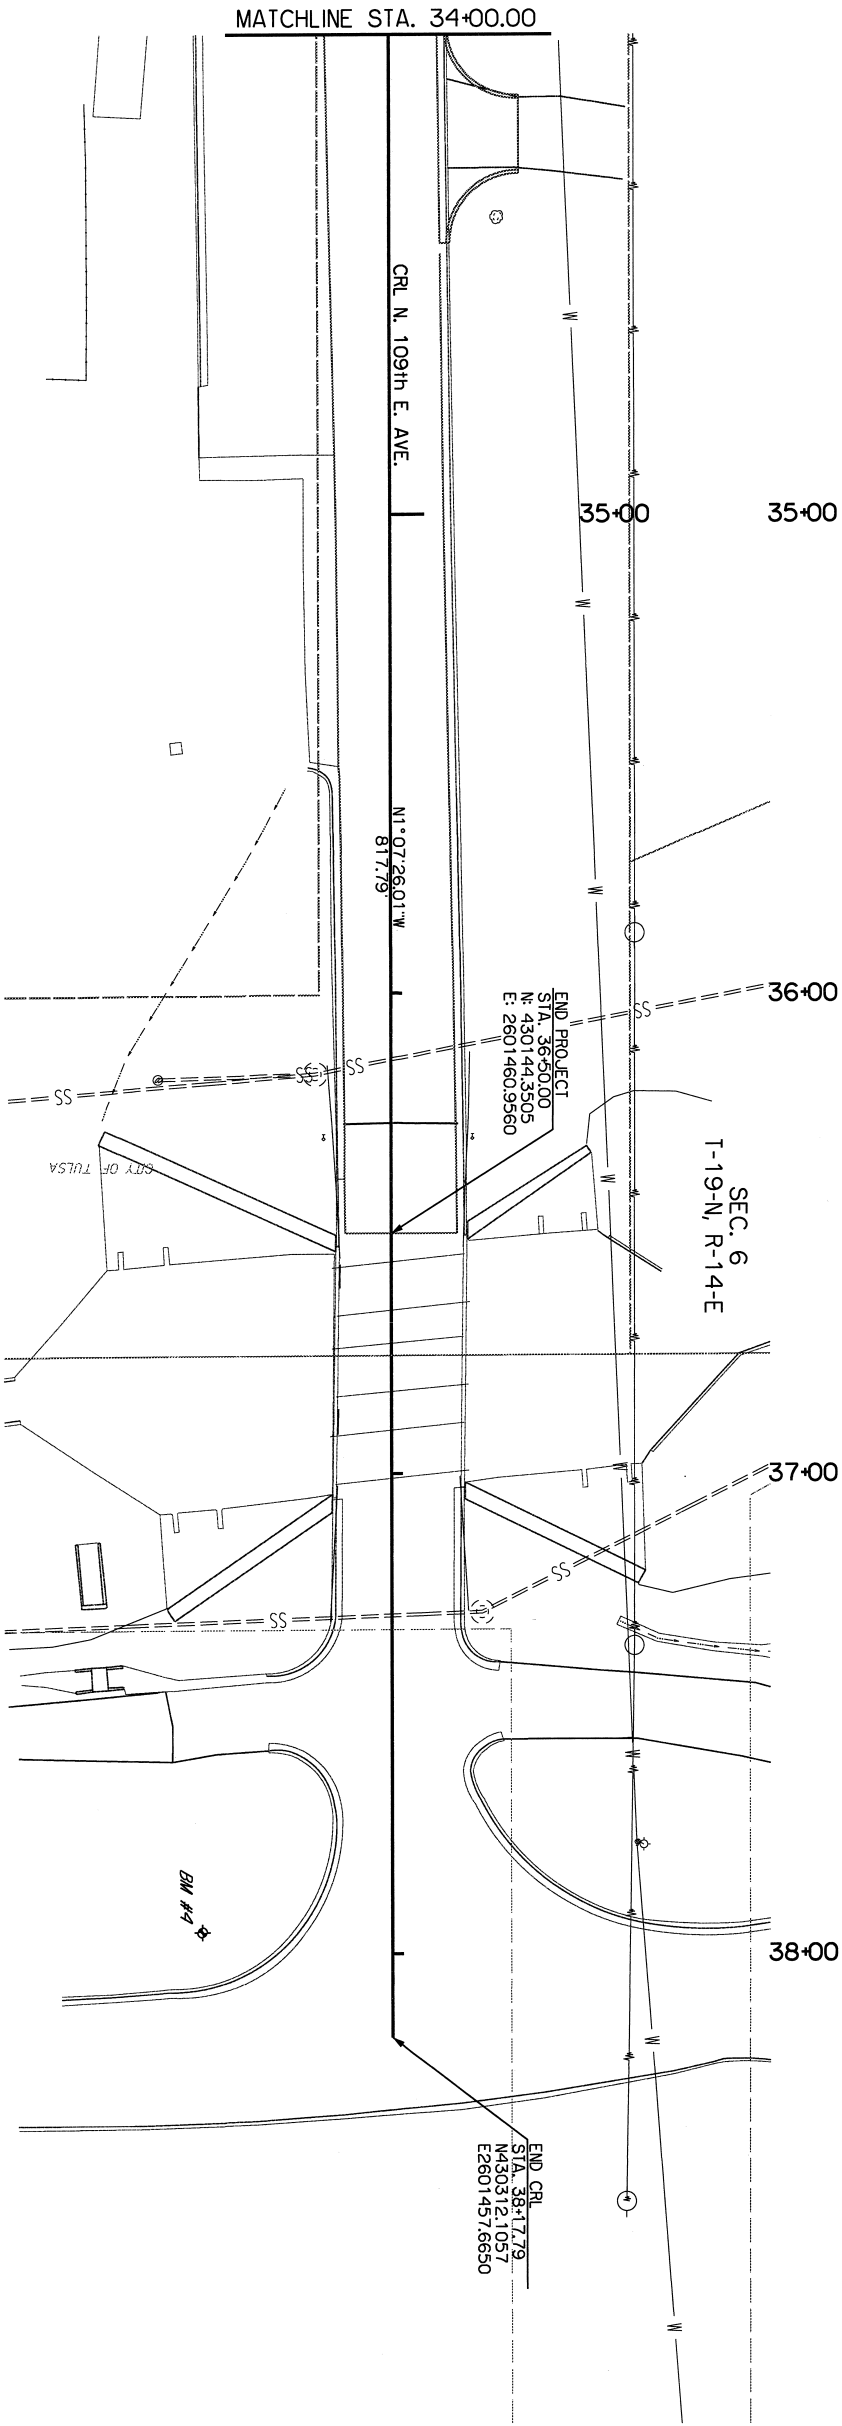 MATCHLINE STA. 34+00.00
CRL N. 109th E. AVE.
W
35+00
35+00
W
N1°07'26.01"W
817.79'
W
END PROJECT
STA. 36+50.00
N: 430144.3505
E: 2601460.9560
36+00
SS
SS
SS
SS
CITY OF TULSA
W
SEC. 6
T-19-N, R-14-E
W
37+00
SS
SS
W
BM #4
38+00
W
END CRL
STA. 38+17.79
N430312.1057
E2601457.6650
W